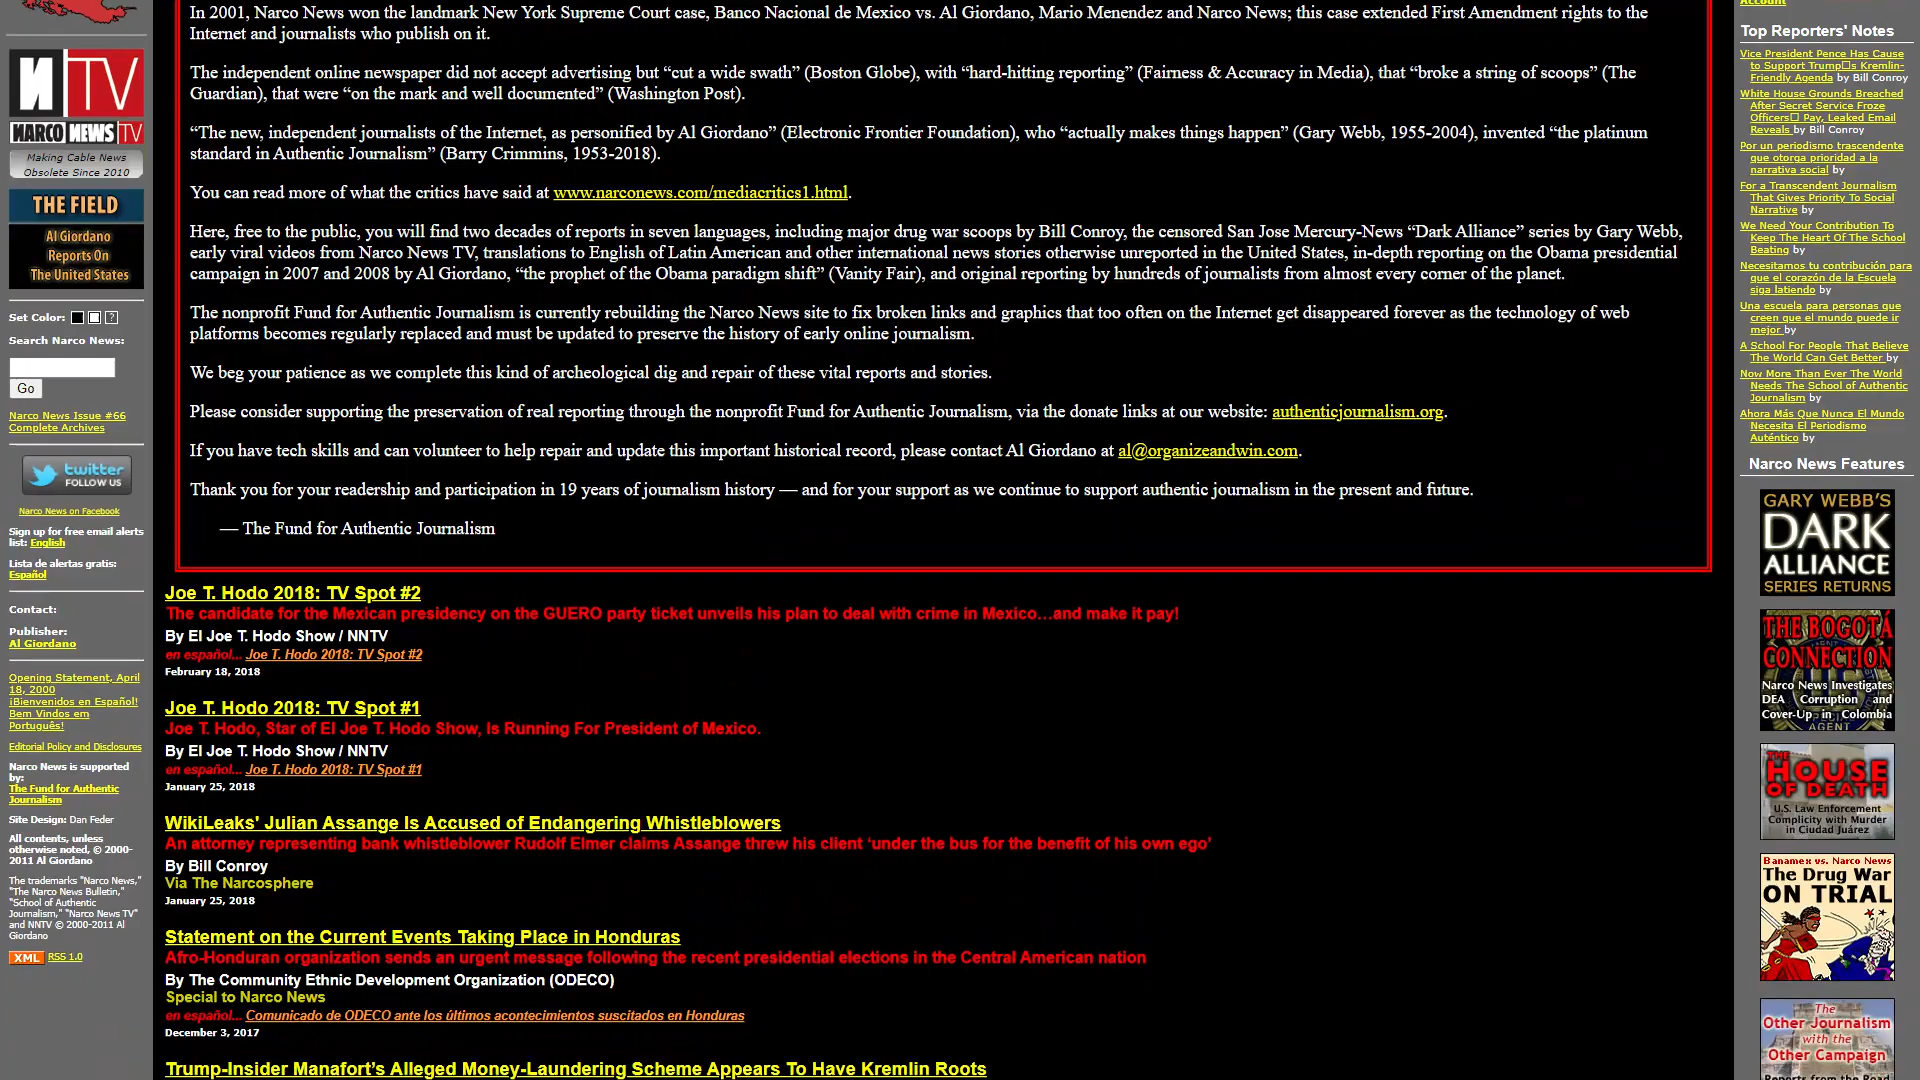 In 2001, Narco News won the landmark New York Supreme Court case, Banco Nacional de Mexico vs. Al Giordano, Mario Menendez and Narco News; this case extended First Amendment rights to the
Internet and journalists who publish on it.
The independent online newspaper did not accept advertising but “cut a wide swath” (Boston Globe), with “hard-hitting reporting” (Fairness & Accuracy in Media), that “broke a string of scoops” (The
Guardian), that were “on the mark and well documented” (Washington Post).
“The new, independent journalists of the Internet, as personified by Al Giordano” (Electronic Frontier Foundation), who “actually makes things happen” (Gary Webb, 1955-2004), invented “the platinum
standard in Authentic Journalism” (Barry Crimmins, 1953-2018).
You can read more of what the critics have said at www.narconews.com/mediacritics1.html.
Here, free to the public, you will find two decades of reports in seven languages, including major drug war scoops by Bill Conroy, the censored San Jose Mercury-News “Dark Alliance” series by Gary Webb,
early viral videos from Narco News TV, translations to English of Latin American and other international news stories otherwise unreported in the United States, in-depth reporting on the Obama presidential
campaign in 2007 and 2008 by Al Giordano, “the prophet of the Obama paradigm shift” (Vanity Fair), and original reporting by hundreds of journalists from almost every corner of the planet.
The nonprofit Fund for Authentic Journalism is currently rebuilding the Narco News site to fix broken links and graphics that too often on the Internet get disappeared forever as the technology of web
platforms becomes regularly replaced and must be updated to preserve the history of early online journalism.
We beg your patience as we complete this kind of archeological dig and repair of these vital reports and stories.
Please consider supporting the preservation of real reporting through the nonprofit Fund for Authentic Journalism, via the donate links at our website: authenticjournalism.org.
If you have tech skills and can volunteer to help repair and update this important historical record, please contact Al Giordano at al@organizeandwin.com.
Thank you for your readership and participation in 19 years of journalism history — and for your support as we continue to support authentic journalism in the present and future.
— The Fund for Authentic Journalism
Joe T. Hodo 2018: TV Spot #2
The candidate for the Mexican presidency on the GUERO party ticket unveils his plan to deal with crime in Mexico…and make it pay!
By El Joe T. Hodo Show / NNTV
en español... Joe T. Hodo 2018: TV Spot #2
February 18, 2018
Joe T. Hodo 2018: TV Spot #1
Joe T. Hodo, Star of El Joe T. Hodo Show, Is Running For President of Mexico.
By El Joe T. Hodo Show / NNTV
en español... Joe T. Hodo 2018: TV Spot #1
January 25, 2018
WikiLeaks' Julian Assange Is Accused of Endangering Whistleblowers
An attorney representing bank whistleblower Rudolf Elmer claims Assange threw his client ‘under the bus for the benefit of his own ego’
By Bill Conroy
Via The Narcosphere
January 25, 2018
Statement on the Current Events Taking Place in Honduras
Afro-Honduran organization sends an urgent message following the recent presidential elections in the Central American nation
By The Community Ethnic Development Organization (ODECO)
Special to Narco News
en español... Comunicado de ODECO ante los últimos acontecimientos suscitados en Honduras
December 3, 2017
Trump-Insider Manafort’s Alleged Money-Laundering Scheme Appears To Have Kremlin Roots
N TV
NARCO NEWS TV
Making Cable News
Obsolete Since 2010
THE FIELD
Al Giordano
Reports On
The United States
Set Color: ?
Search Narco News:
Go
Narco News Issue #66
Complete Archives
twitter
FOLLOW US
Narco News on Facebook
Sign up for free email alerts
list: English
Lista de alertas gratis:
Español
Contact:
Publisher:
Al Giordano
Opening Statement, April
18, 2000
¡Bienvenidos en Español!
Bem Vindos em
Português!
Editorial Policy and Disclosures
Narco News is supported
by:
The Fund for Authentic
Journalism
Site Design: Dan Feder
All contents, unless
otherwise noted, © 2000-
2011 Al Giordano
The trademarks "Narco News,"
"The Narco News Bulletin,"
"School of Authentic
Journalism," "Narco News TV"
and NNTV © 2000-2011 Al
Giordano
XML RSS 1.0
Account
Top Reporters' Notes
Vice President Pence Has Cause
to Support Trump□s Kremlin-
Friendly Agenda by Bill Conroy
White House Grounds Breached
After Secret Service Froze
Officers□ Pay, Leaked Email
Reveals by Bill Conroy
Por un periodismo trascendente
que otorga prioridad a la
narrativa social by
For a Transcendent Journalism
That Gives Priority To Social
Narrative by
We Need Your Contribution To
Keep The Heart Of The School
Beating by
Necesitamos tu contribución para
que el corazón de la Escuela
siga latiendo by
Una escuela para personas que
creen que el mundo puede ir
mejor by
A School For People That Believe
The World Can Get Better by
Now More Than Ever The World
Needs The School of Authentic
Journalism by
Ahora Más Que Nunca El Mundo
Necesita El Periodismo
Auténtico by
Narco News Features
GARY WEBB'S
DARK
ALLIANCE
SERIES RETURNS
THE BOGOTÁ
CONNECTION
Narco News Investigates
DEA Corruption and
Cover-Up in Colombia
AGENT
THE
HOUSE
OF DEATH
U.S. Law Enforcement
Complicity with Murder
in Ciudad Juárez
Banamex vs. Narco News
The Drug War
ON TRIAL
The
Other Journalism
with the
Other Campaign
Reports from the Road